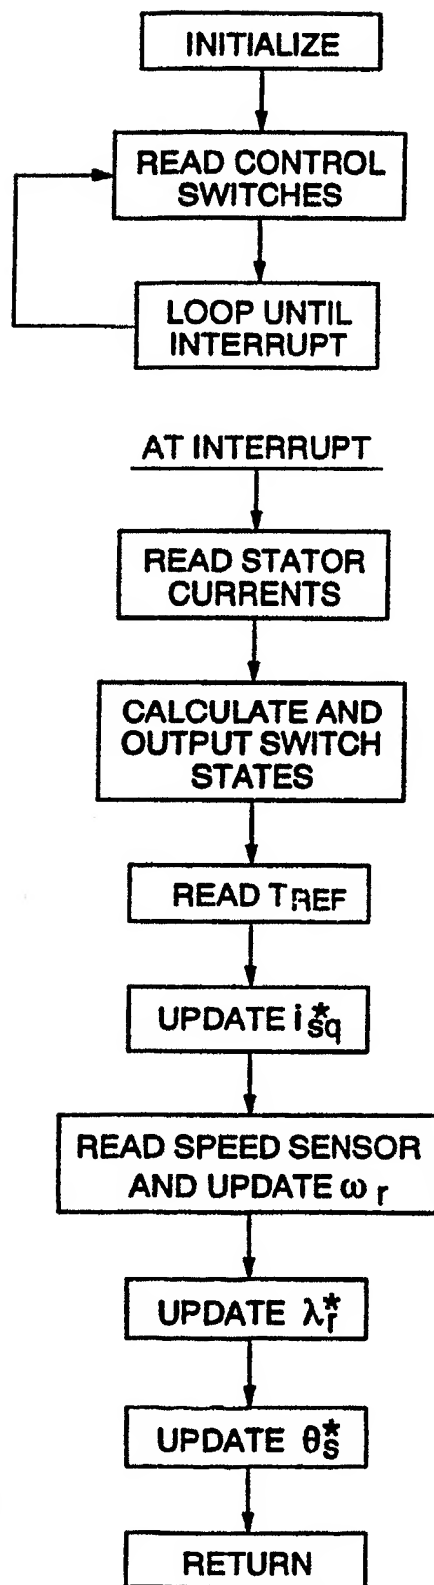 INITIALIZE
READ CONTROL
SWITCHES
LOOP UNTIL
INTERRUPT
AT INTERRUPT
READ STATOR
CURRENTS
CALCULATE AND
OUTPUT SWITCH
STATES
READ TREF
UPDATE i*sq
READ SPEED SENSOR
AND UPDATE ωr
UPDATE λ*r
UPDATE θ*s
RETURN